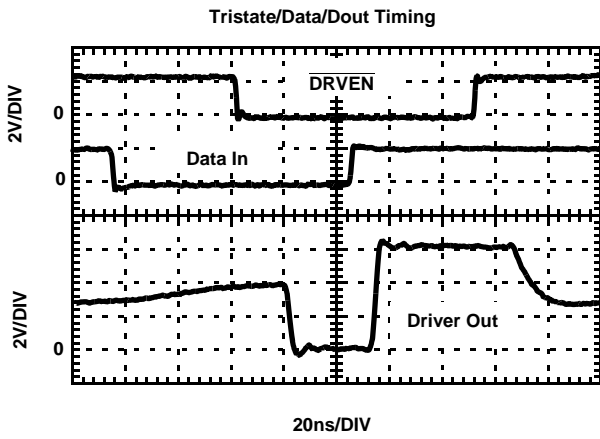 Tristate/Data/Dout Timing
2V/DIV
DRVEN
0
Data In
0
2V/DIV
Driver Out
0
20ns/DIV